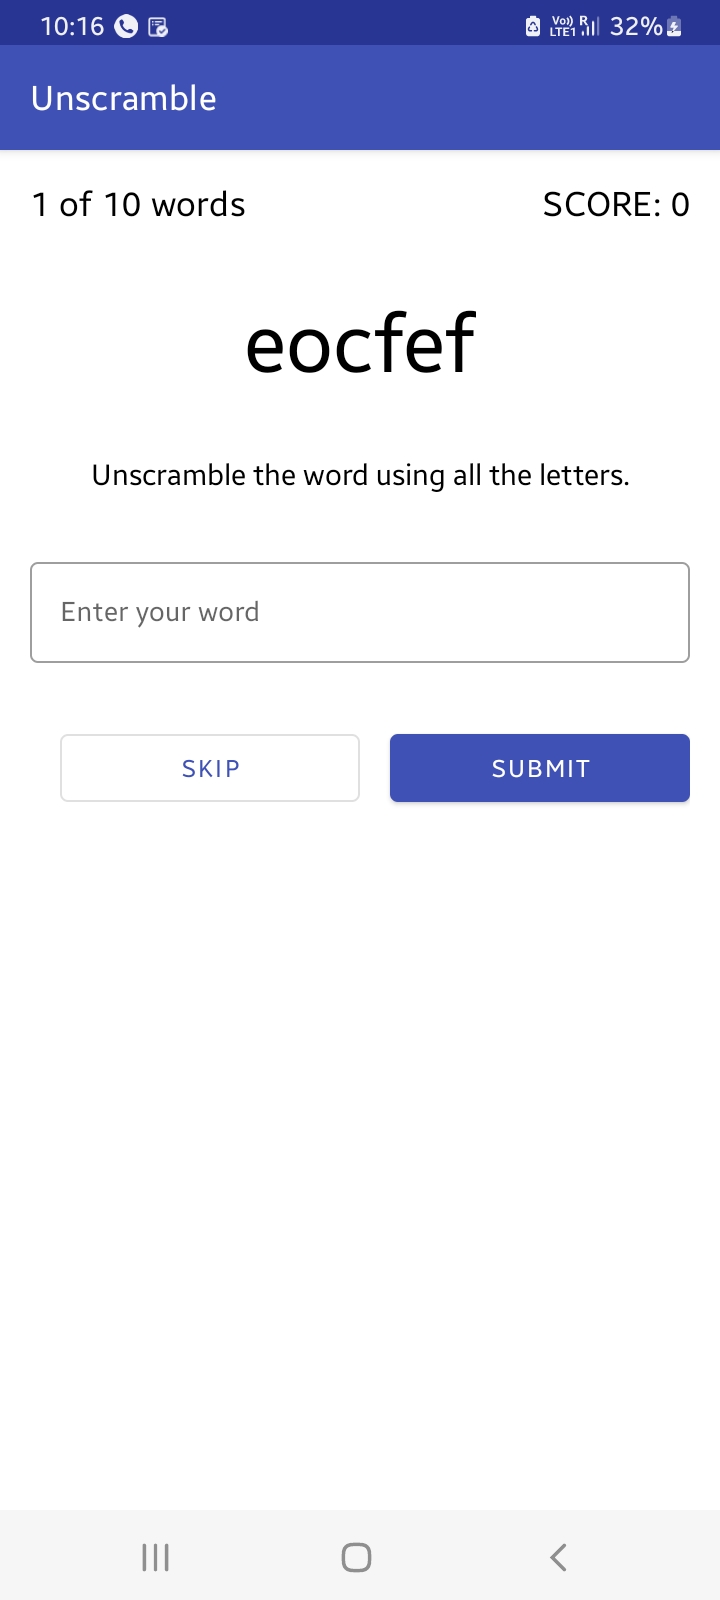 10:16 Vo)) LTE1 R 32%
Unscramble
1 of 10 words SCORE: 0
eocfef
Unscramble the word using all the letters.
Enter your word
SKIP SUBMIT